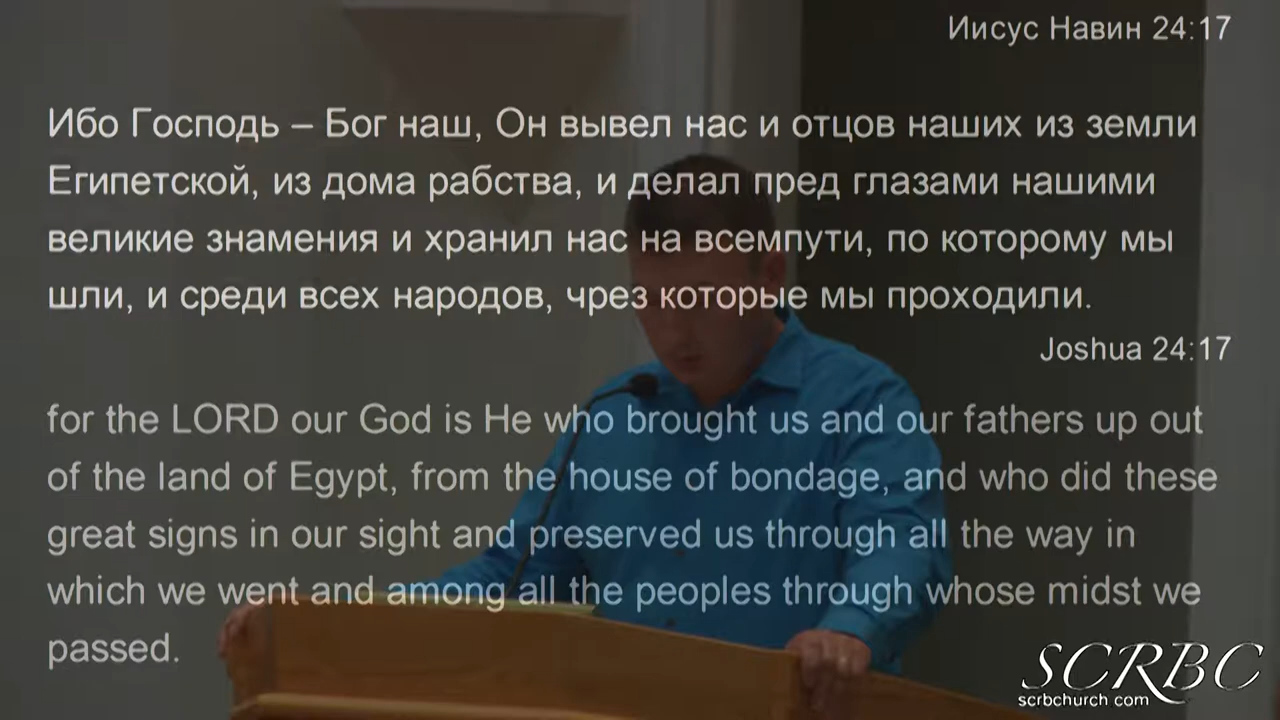 Иисус Навин 24:17
Ибо Господь – Бог наш, Он вывел нас и отцов наших из земли
Египетской, из дома рабства, и делал пред глазами нашими
великие знамения и хранил нас на всемпути, по которому мы
шли, и среди всех народов, чрез которые мы проходили.
Joshua 24:17
for the LORD our God is He who brought us and our fathers up out
of the land of Egypt, from the house of bondage, and who did these
great signs in our sight and preserved us through all the way in
which we went and among all the peoples through whose midst we
passed.
SCRBC
scrbchurch com